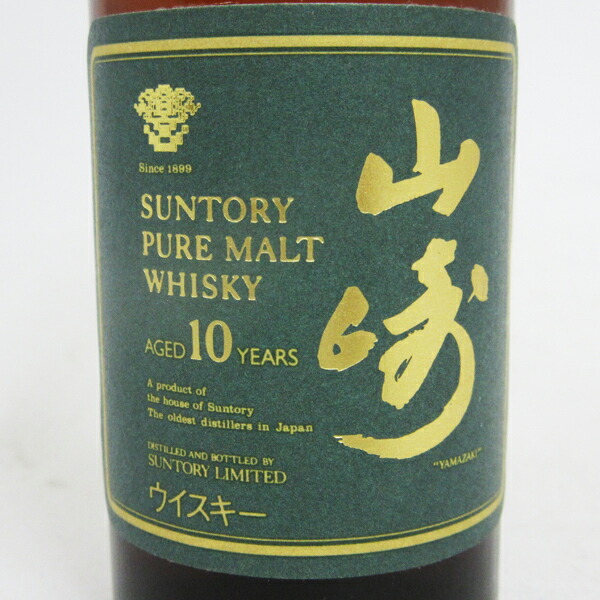 Since 1899
SUNTORY
PURE MALT
WHISKY
AGED 10 YEARS
A product of
the house of Suntory
The oldest distillers in Japan
DISTILLED AND BOTTLED BY
SUNTORY LIMITED
ウイスキー
山崎
"YAMAZAKI"